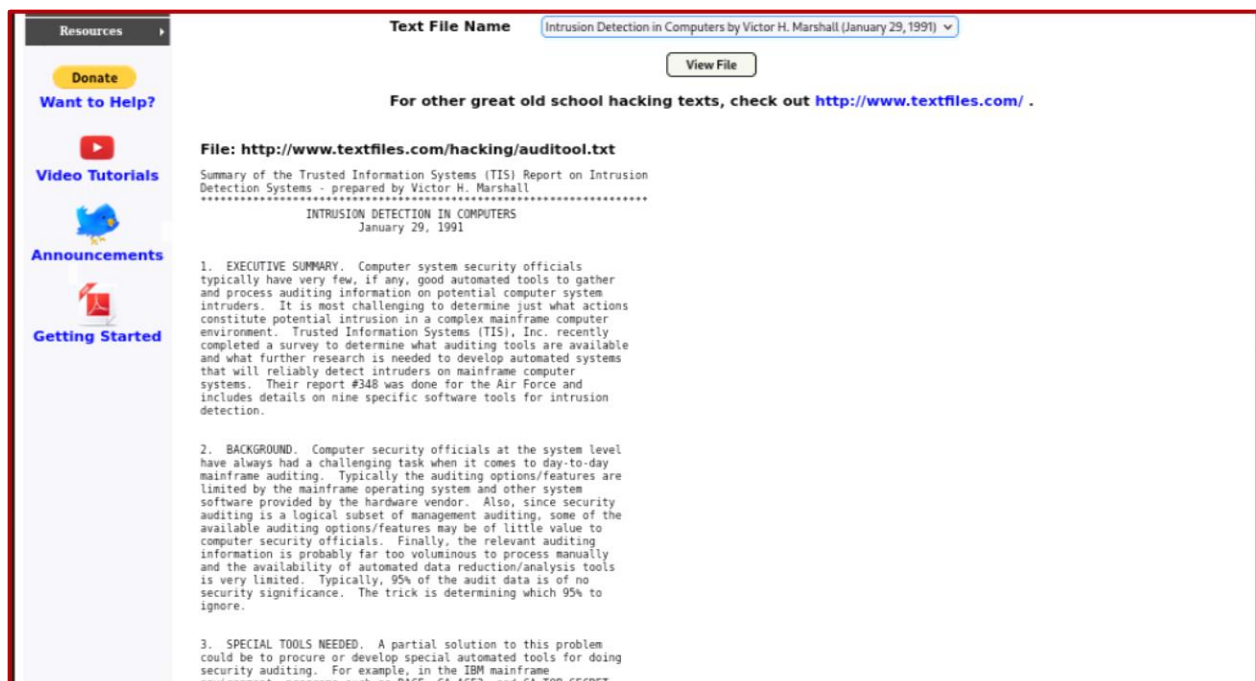 Resources
Donate
Want to Help?
Video Tutorials
Announcements
Getting Started
Text File Name
Intrusion Detection in Computers by Victor H. Marshall (January 29, 1991)
View File
For other great old school hacking texts, check out http://www.textfiles.com/ .
File: http://www.textfiles.com/hacking/auditool.txt
Summary of the Trusted Information Systems (TIS) Report on Intrusion
Detection Systems - prepared by Victor H. Marshall
********************************************************************
INTRUSION DETECTION IN COMPUTERS
January 29, 1991
1. EXECUTIVE SUMMARY. Computer system security officials
typically have very few, if any, good automated tools to gather
and process auditing information on potential computer system
intruders. It is most challenging to determine just what actions
constitute potential intrusion in a complex mainframe computer
environment. Trusted Information Systems (TIS), Inc. recently
completed a survey to determine what auditing tools are available
and what further research is needed to develop automated systems
that will reliably detect intruders on mainframe computer
systems. Their report #348 was done for the Air Force and
includes details on nine specific software tools for intrusion
detection.
2. BACKGROUND. Computer security officials at the system level
have always had a challenging task when it comes to day-to-day
mainframe auditing. Typically the auditing options/features are
limited by the mainframe operating system and other system
software provided by the hardware vendor. Also, since security
auditing is a logical subset of management auditing, some of the
available auditing options/features may be of little value to
computer security officials. Finally, the relevant auditing
information is probably far too voluminous to process manually
and the availability of automated data reduction/analysis tools
is very limited. Typically, 95% of the audit data is of no
security significance. The trick is determining which 95% to
ignore.
3. SPECIAL TOOLS NEEDED. A partial solution to this problem
could be to procure or develop special automated tools for doing
security auditing. For example, in the IBM mainframe